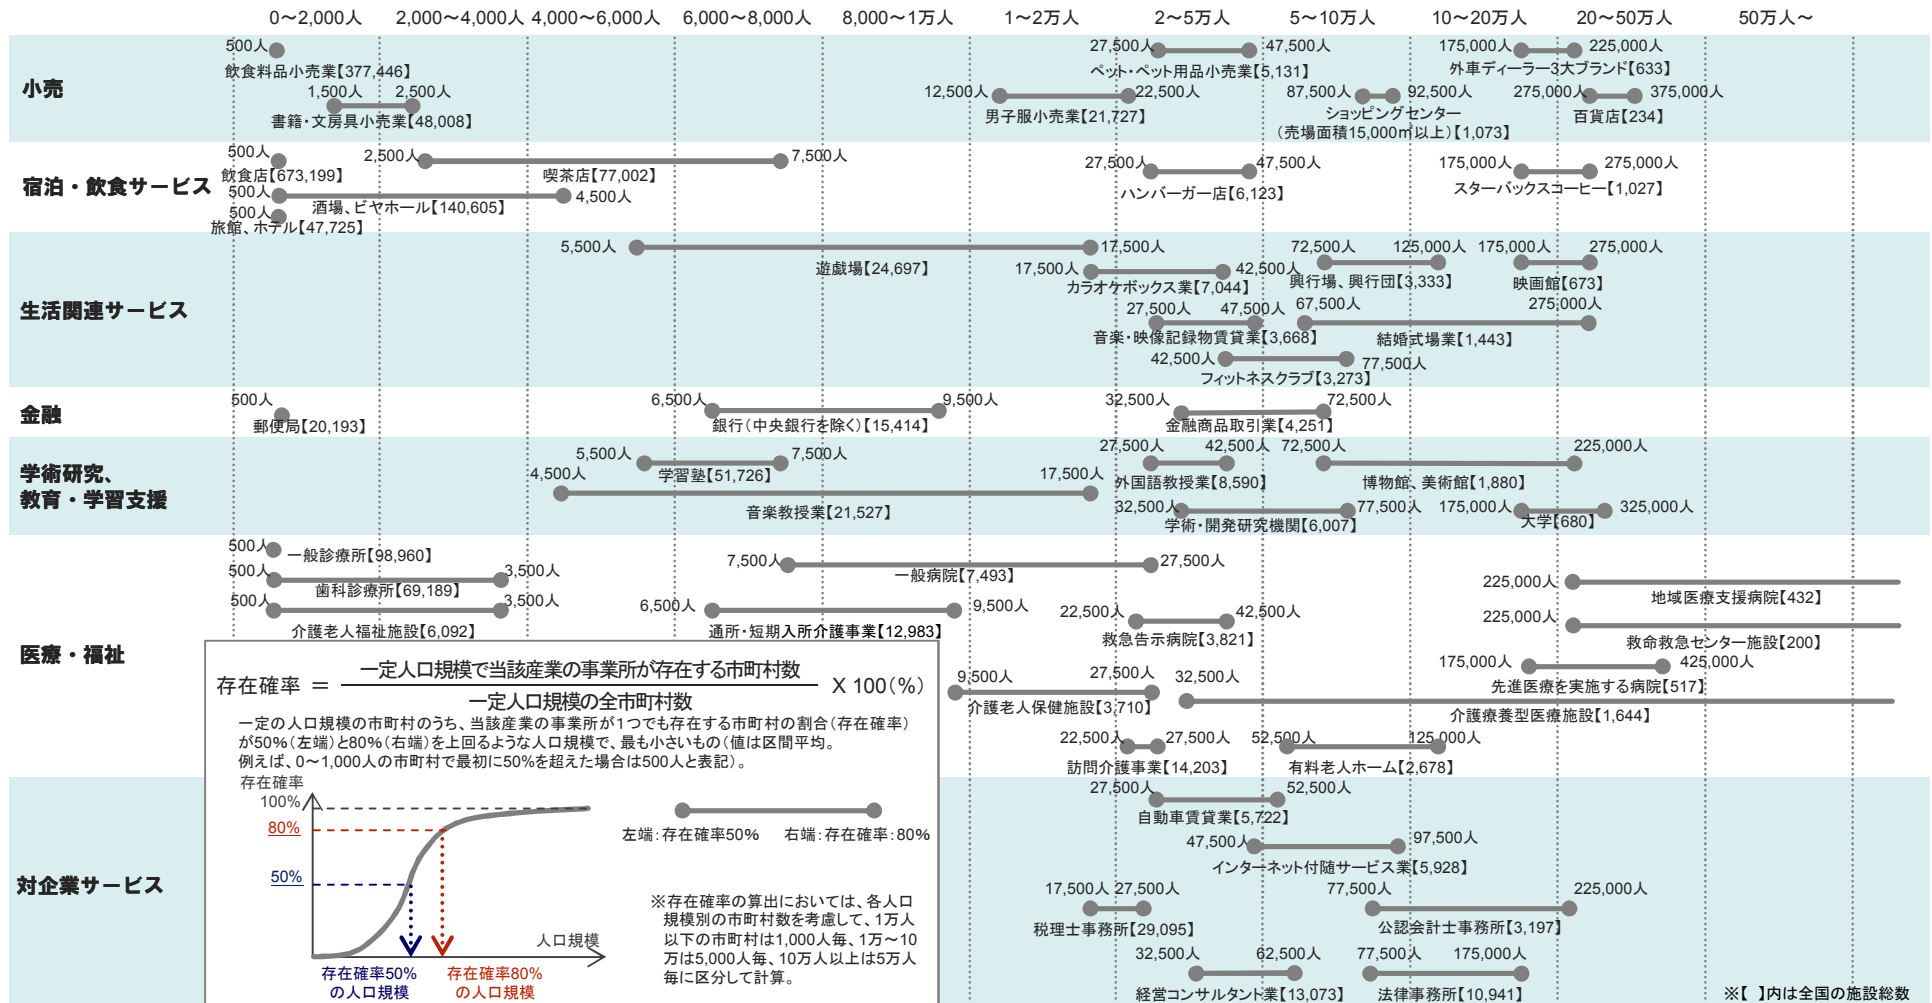 0～2,000人 2,000～4,000人 4,000～6,000人 6,000～8,000人 8,000～1万人 1～2万人 2～5万人 5～10万人 10～20万人 20～50万人 50万人～
小売
500人
飲食料品小売業【377,446】
1,500人 2,500人
書籍・文房具小売業【48,008】
27,500人 47,500人
ペット・ペット用品小売業【5,131】
12,500人 22,500人
男子服小売業【21,727】
87,500人 92,500人
ショッピングセンター
（売場面積15,000㎡以上）【1,073】
175,000人 225,000人
外車ディーラー3大ブランド【633】
275,000人 375,000人
百貨店【234】
宿泊・飲食サービス
500人
飲食店【673,199】
2,500人 7,500人
喫茶店【77,002】
500人 4,500人
酒場、ビヤホール【140,605】
500人
旅館、ホテル【47,725】
27,500人 47,500人
ハンバーガー店【6,123】
175,000人 275,000人
スターバックスコーヒー【1,027】
生活関連サービス
5,500人 17,500人
遊戯場【24,697】
17,500人 42,500人
カラオケボックス業【7,044】
72,500人 125,000人
興行場、興行団【3,333】
175,000人 275,000人
映画館【673】
27,500人 47,500人
音楽・映像記録物賃貸業【3,668】
67,500人 275,000人
結婚式場業【1,443】
42,500人 77,500人
フィットネスクラブ【3,273】
金融
500人
郵便局【20,193】
6,500人 9,500人
銀行（中央銀行を除く）【15,414】
32,500人 72,500人
金融商品取引業【4,251】
学術研究、
教育・学習支援
5,500人 7,500人
学習塾【51,726】
4,500人 17,500人
音楽教授業【21,527】
27,500人 42,500人
外国語教授業【8,590】
72,500人 225,000人
博物館、美術館【1,880】
32,500人 77,500人
学術・開発研究機関【6,007】
175,000人 325,000人
大学【680】
医療・福祉
500人
一般診療所【98,960】
500人 3,500人
歯科診療所【69,189】
500人 3,500人
介護老人福祉施設【6,092】
7,500人 27,500人
一般病院【7,493】
6,500人 9,500人
通所・短期入所介護事業【12,983】
22,500人 42,500人
救急告示病院【3,821】
225,000人
地域医療支援病院【432】
225,000人
救命救急センター施設【200】
175,000人 425,000人
先進医療を実施する病院【517】
9,500人 27,500人
介護老人保健施設【3,710】
32,500人
介護療養型医療施設【1,644】
22,500人 27,500人
訪問介護事業【14,203】
52,500人 125,000人
有料老人ホーム【2,678】
対企業サービス
27,500人 52,500人
自動車賃貸業【5,722】
47,500人 97,500人
インターネット付随サービス業【5,928】
17,500人 27,500人
税理士事務所【29,095】
77,500人 225,000人
公認会計士事務所【3,197】
32,500人 62,500人
経営コンサルタント業【13,073】
77,500人 175,000人
法律事務所【10,941】
一定人口規模で当該産業の事業所が存在する市町村数
存在確率 ＝ X 100（%）
一定人口規模の全市町村数
一定の人口規模の市町村のうち、当該産業の事業所が1つでも存在する市町村の割合（存在確率）
が50%（左端）と80%（右端）を上回るような人口規模で、最も小さいもの（値は区間平均。
例えば、0～1,000人の市町村で最初に50%を超えた場合は500人と表記）。
存在確率
100%
80%
50%
人口規模
存在確率50%
の人口規模
存在確率80%
の人口規模
左端：存在確率50% 右端：存在確率：80%
※存在確率の算出においては、各人口
規模別の市町村数を考慮して、1万人
以下の市町村は1,000人毎、1万～10
万は5,000人毎、10万人以上は5万人
毎に区分して計算。
※【 】内は全国の施設総数